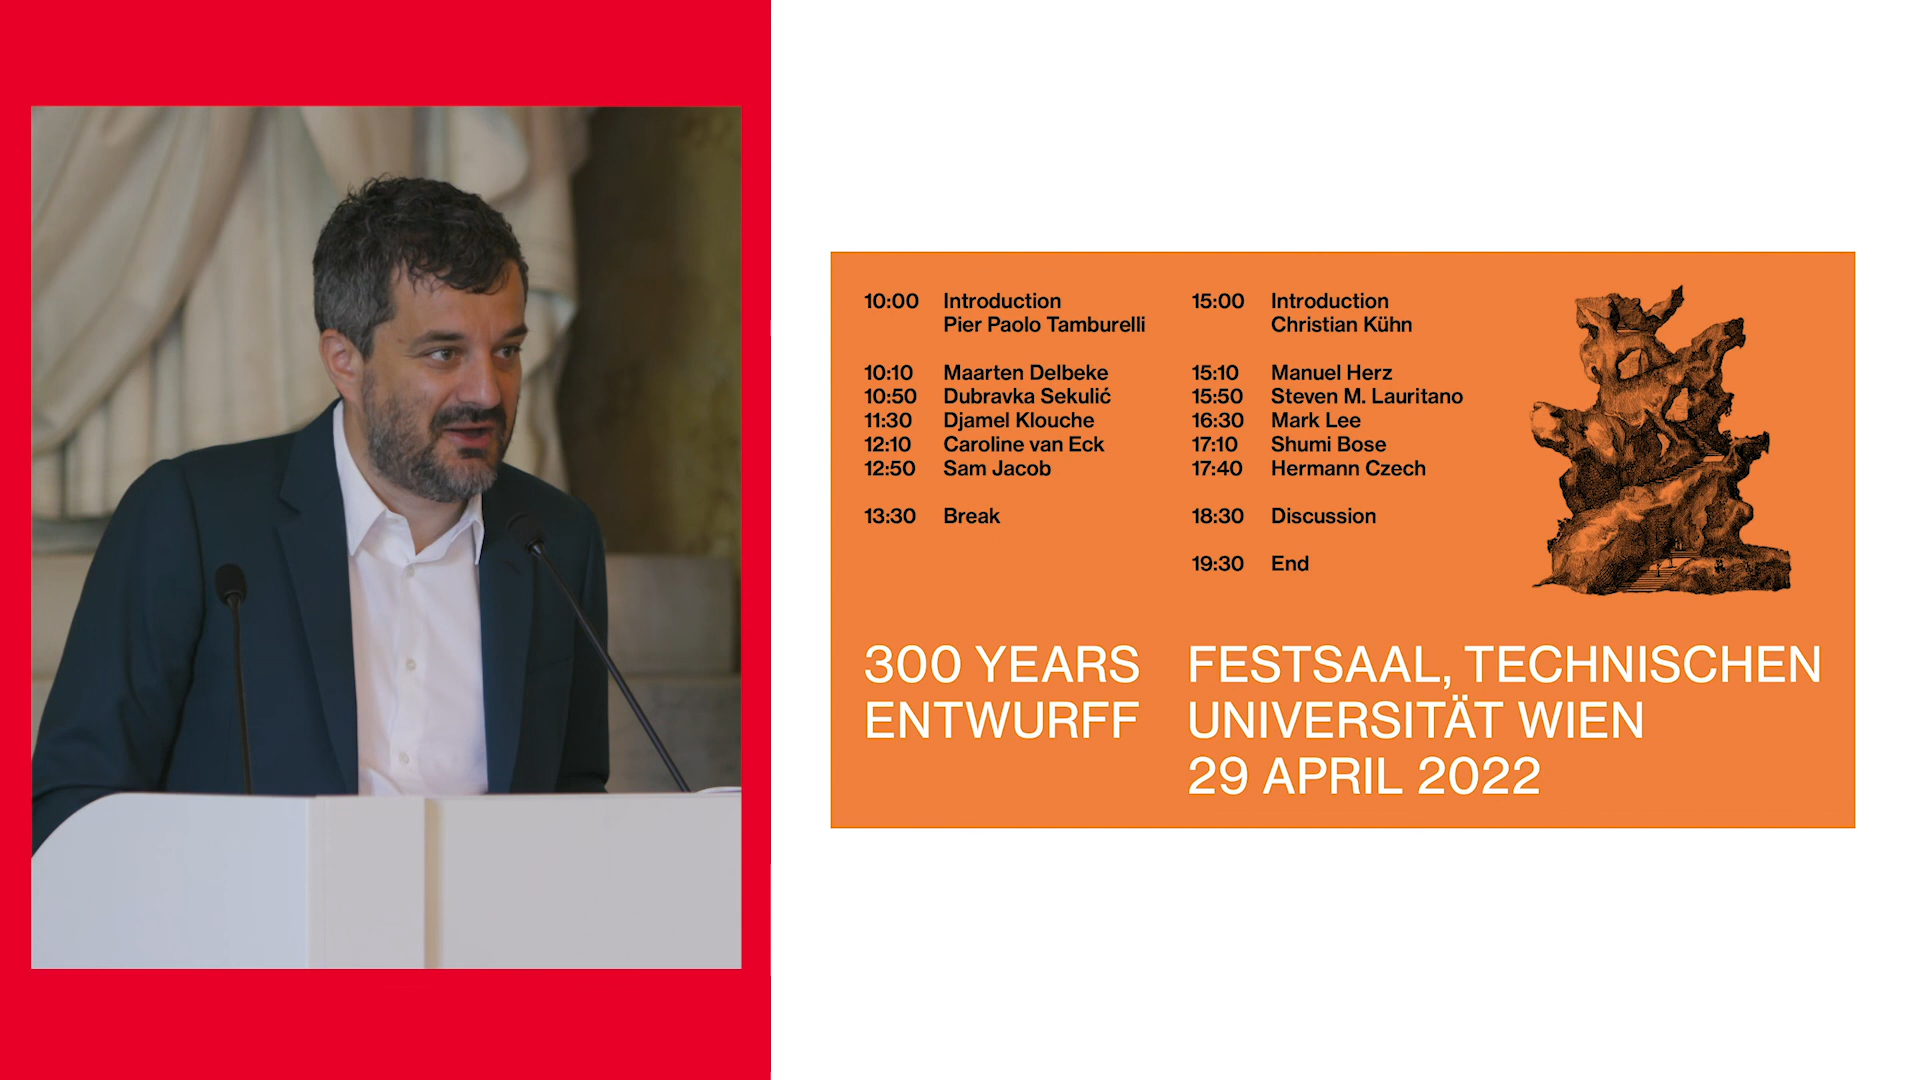 10:00 Introduction
Pier Paolo Tamburelli
10:10 Maarten Delbeke
10:50 Dubravka Sekulić
11:30 Djamel Klouche
12:10 Caroline van Eck
12:50 Sam Jacob
13:30 Break
15:00 Introduction
Christian Kühn
15:10 Manuel Herz
15:50 Steven M. Lauritano
16:30 Mark Lee
17:10 Shumi Bose
17:40 Hermann Czech
18:30 Discussion
19:30 End
300 YEARS
ENTWURFF
FESTSAAL, TECHNISCHEN
UNIVERSITÄT WIEN
29 APRIL 2022